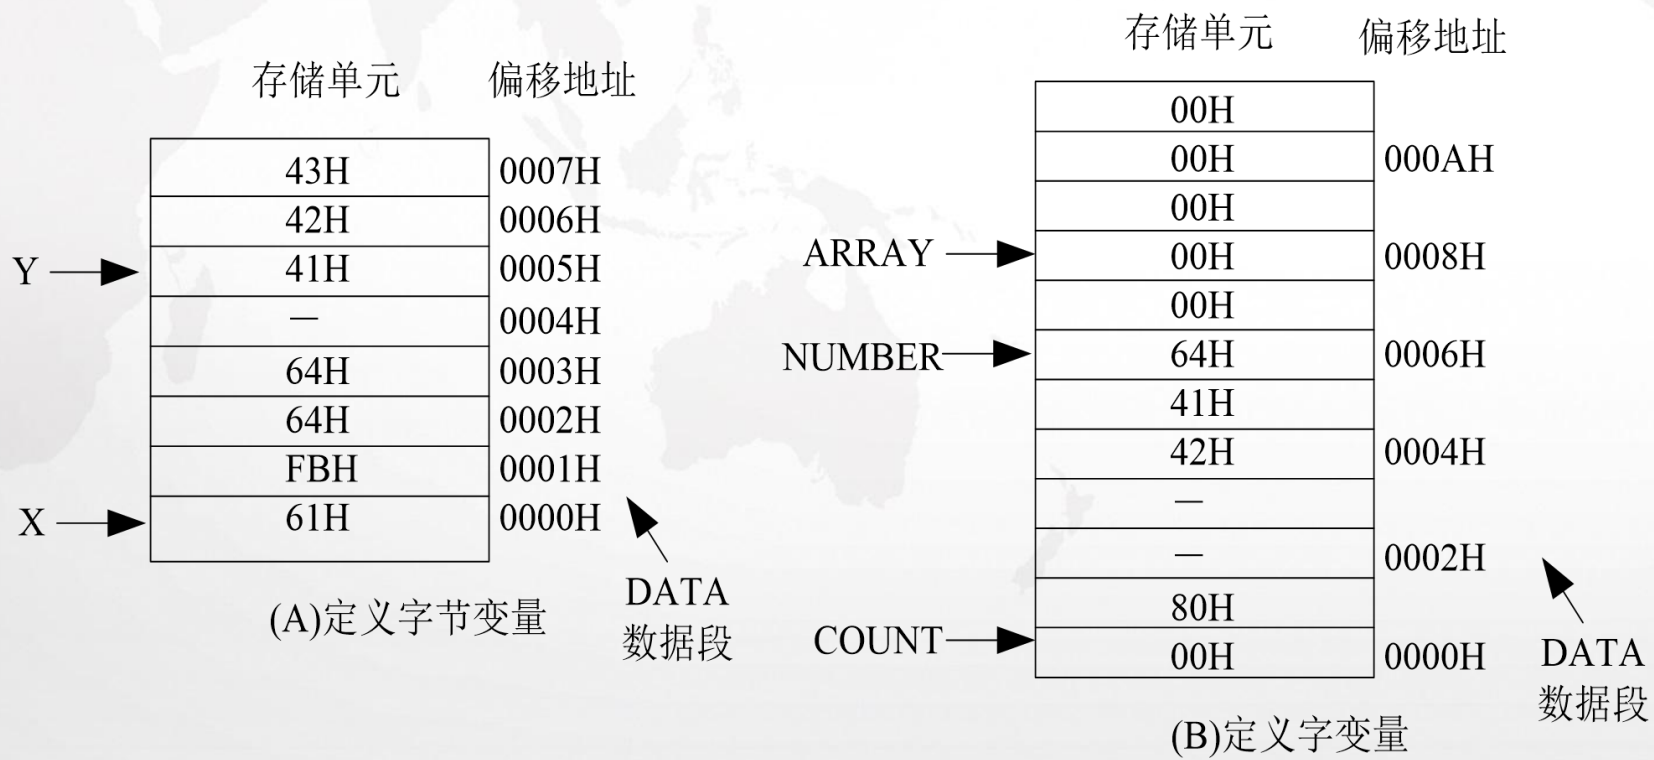 存储单元 偏移地址
43H 0007H
42H 0006H
Y 41H 0005H
— 0004H
64H 0003H
64H 0002H
FBH 0001H
X 61H 0000H
DATA
数据段
(A)定义字节变量
存储单元 偏移地址
00H
00H 000AH
00H
ARRAY 00H 0008H
00H
NUMBER 64H 0006H
41H
42H 0004H
—
— 0002H
80H
COUNT 00H 0000H
DATA
数据段
(B)定义字变量